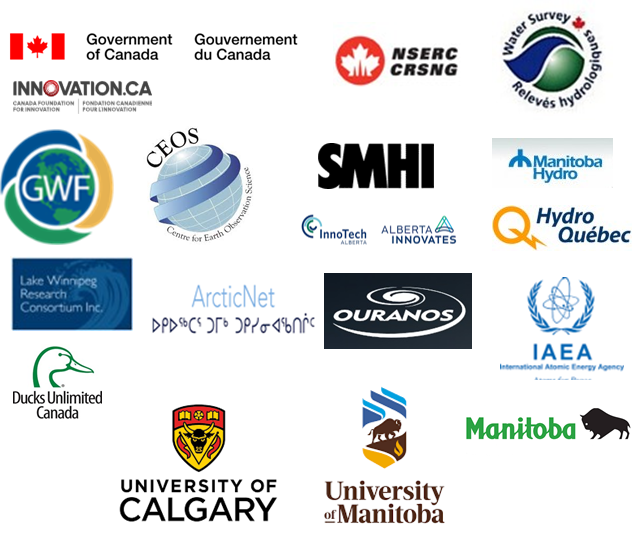 Government
of Canada
Gouvernement
du Canada
NSERC
CRSNG
Water Survey
Relevés hydrologiques
INNOVATION.CA
CANADA FOUNDATION
FOR INNOVATION
FONDATION CANADIENNE
POUR L'INNOVATION
GWF
CEOS
Centre for Earth Observation Science
SMHI
Manitoba
Hydro
InnoTech
ALBERTA
ALBERTA
INNOVATES
Hydro
Québec
Lake Winnipeg
Research
Consortium Inc.
ArcticNet
ᐅᑭᐅᖅᑕᑦ ᑐᒥᒃ ᑐᑭᓯᓂᐊᖃᑎᒌᑦ
OURANOS
IAEA
International Atomic Energy Agency
Ducks Unlimited
Canada
UNIVERSITY OF
CALGARY
University
of Manitoba
Manitoba